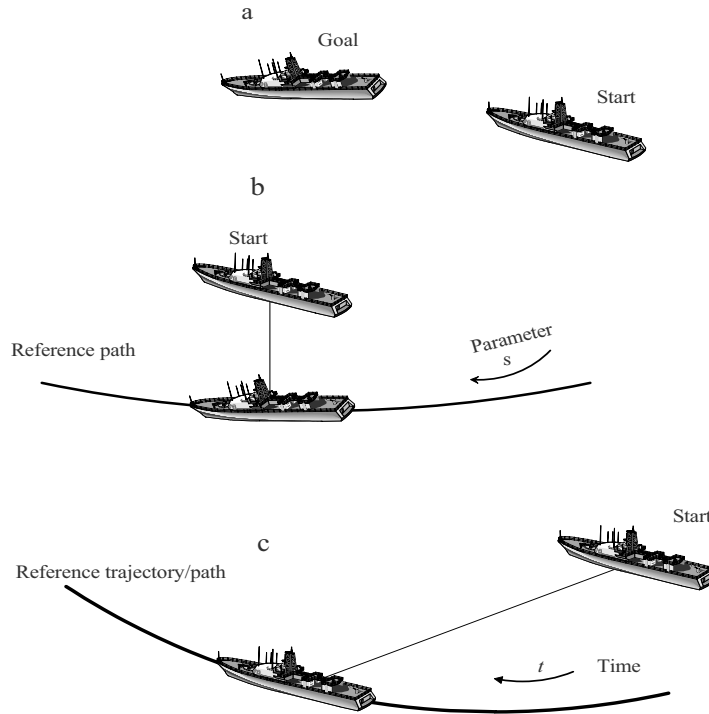 a
Goal
Start
b
Start
Reference path
Parameter
s
c
Start
Reference trajectory/path
t
Time